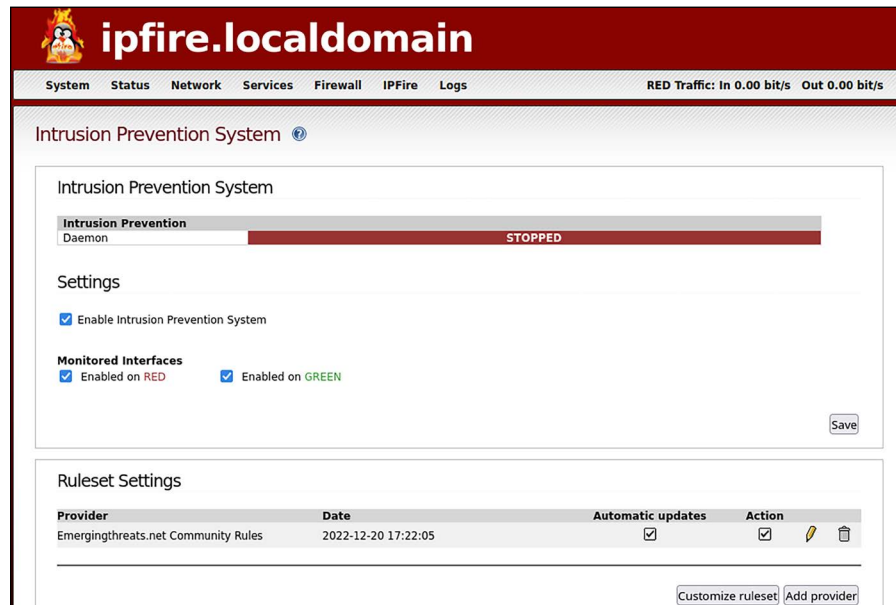 ipfire.localdomain
System Status Network Services Firewall IPFire Logs RED Traffic: In 0.00 bit/s Out 0.00 bit/s
Intrusion Prevention System
Intrusion Prevention System
Intrusion Prevention
Daemon STOPPED
Settings
Enable Intrusion Prevention System
Monitored Interfaces
Enabled on RED Enabled on GREEN
Save
Ruleset Settings
Provider Date Automatic updates Action
Emergingthreats.net Community Rules 2022-12-20 17:22:05
Customize ruleset Add provider